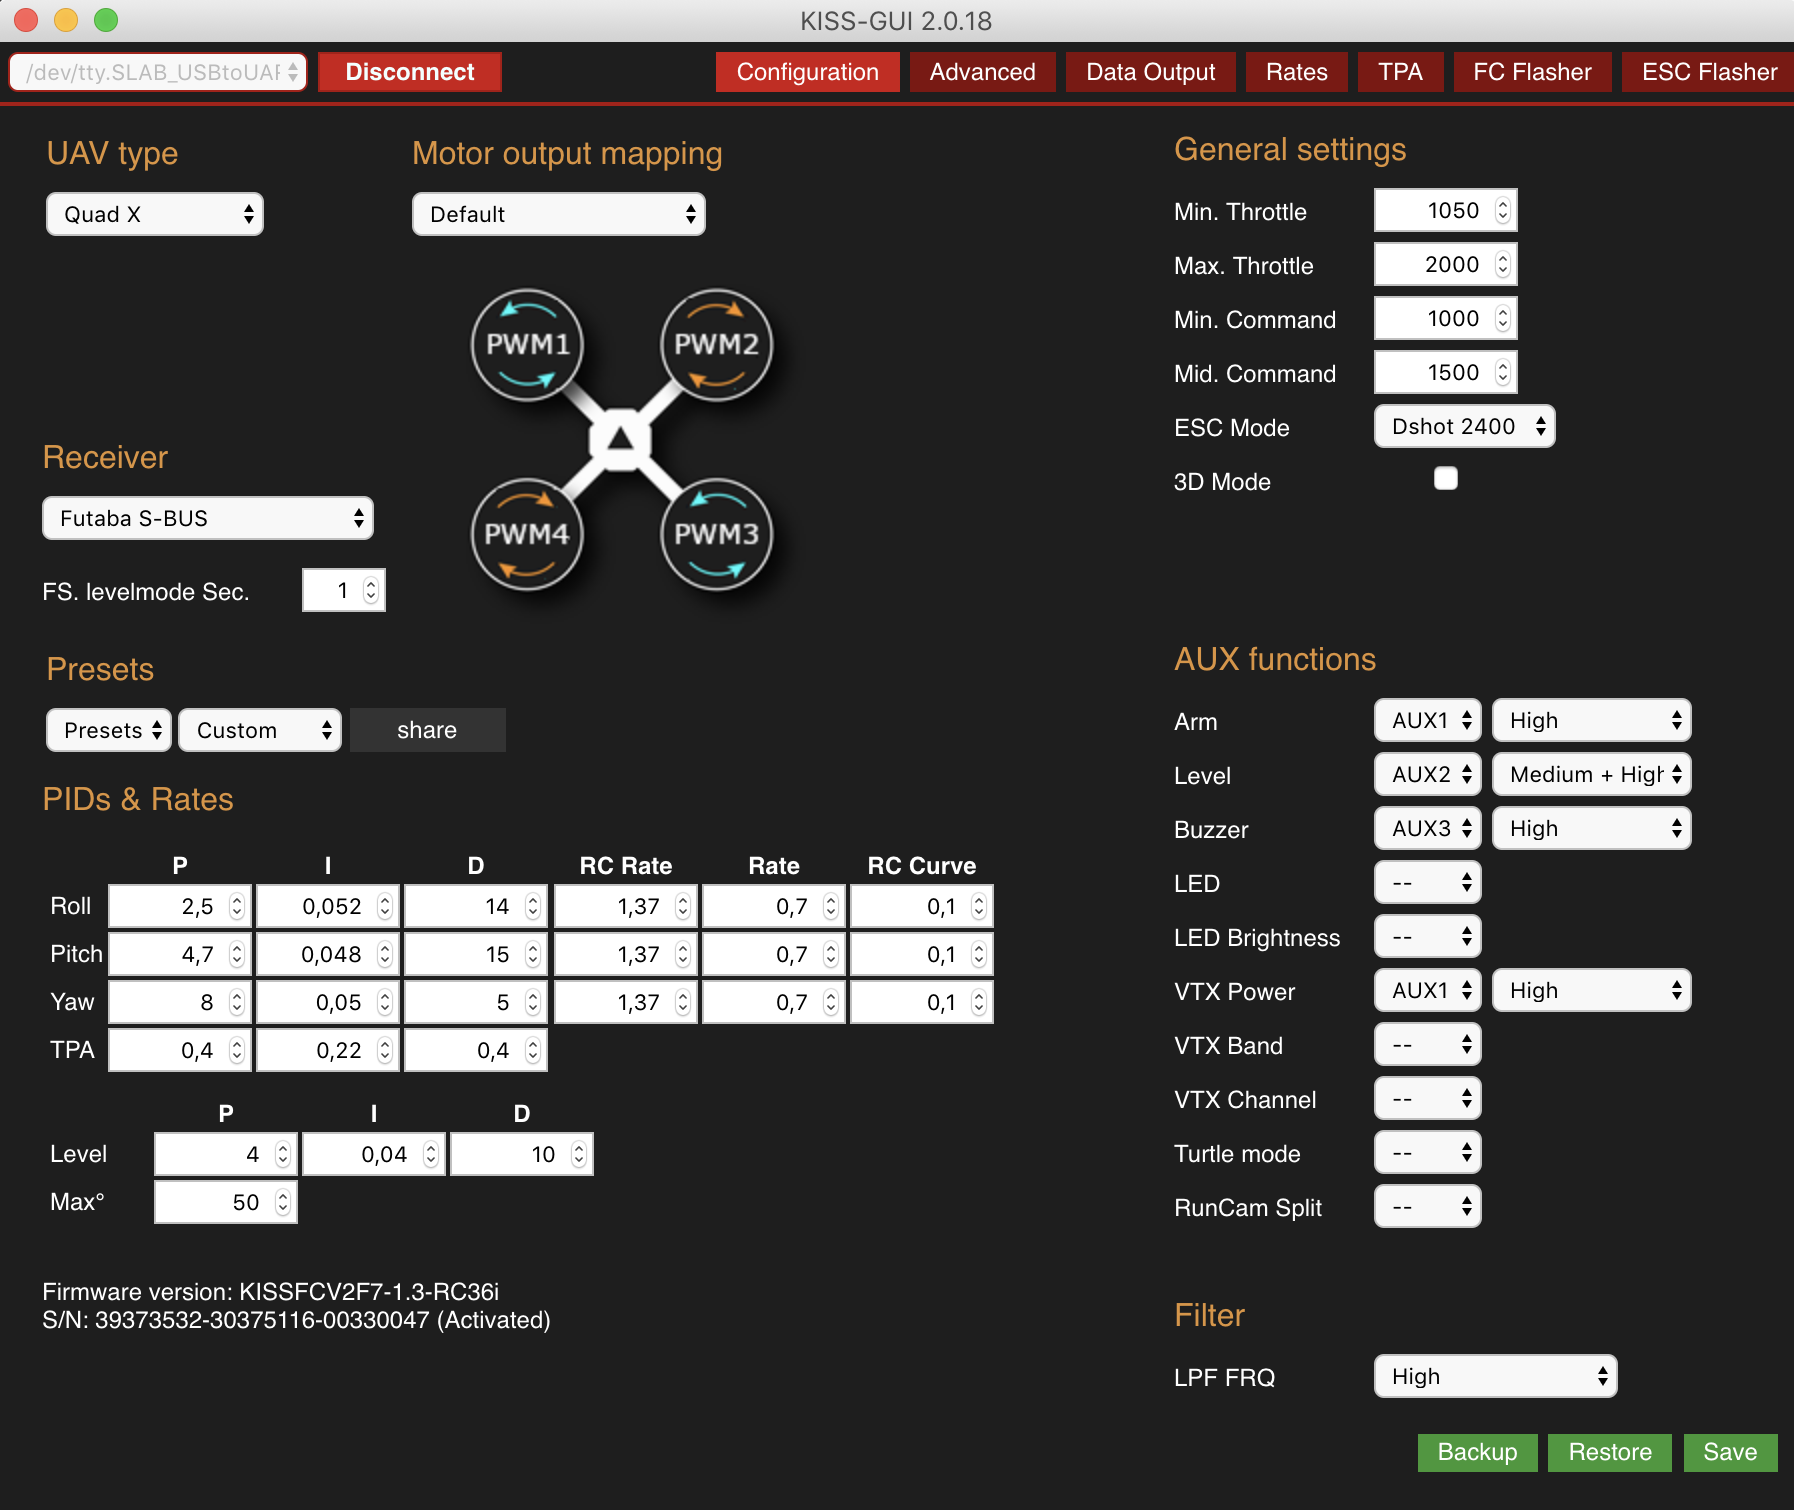 KISS-GUI 2.0.18
/dev/tty.SLAB_USBtoUAR Disconnect Configuration Advanced Data Output Rates TPA FC Flasher ESC Flasher
UAV type
Quad X
Motor output mapping
Default
PWM1 PWM2
PWM4 PWM3
Receiver
Futaba S-BUS
FS. levelmode Sec. 1
Presets
Presets Custom share
PIDs & Rates
P I D RC Rate Rate RC Curve
Roll 2,5 0,052 14 1,37 0,7 0,1
Pitch 4,7 0,048 15 1,37 0,7 0,1
Yaw 8 0,05 5 1,37 0,7 0,1
TPA 0,4 0,22 0,4
P I D
Level 4 0,04 10
Max° 50
Firmware version: KISSFCV2F7-1.3-RC36i
S/N: 39373532-30375116-00330047 (Activated)
General settings
Min. Throttle 1050
Max. Throttle 2000
Min. Command 1000
Mid. Command 1500
ESC Mode Dshot 2400
3D Mode
AUX functions
Arm AUX1 High
Level AUX2 Medium + High
Buzzer AUX3 High
LED --
LED Brightness --
VTX Power AUX1 High
VTX Band --
VTX Channel --
Turtle mode --
RunCam Split --
Filter
LPF FRQ High
Backup Restore Save